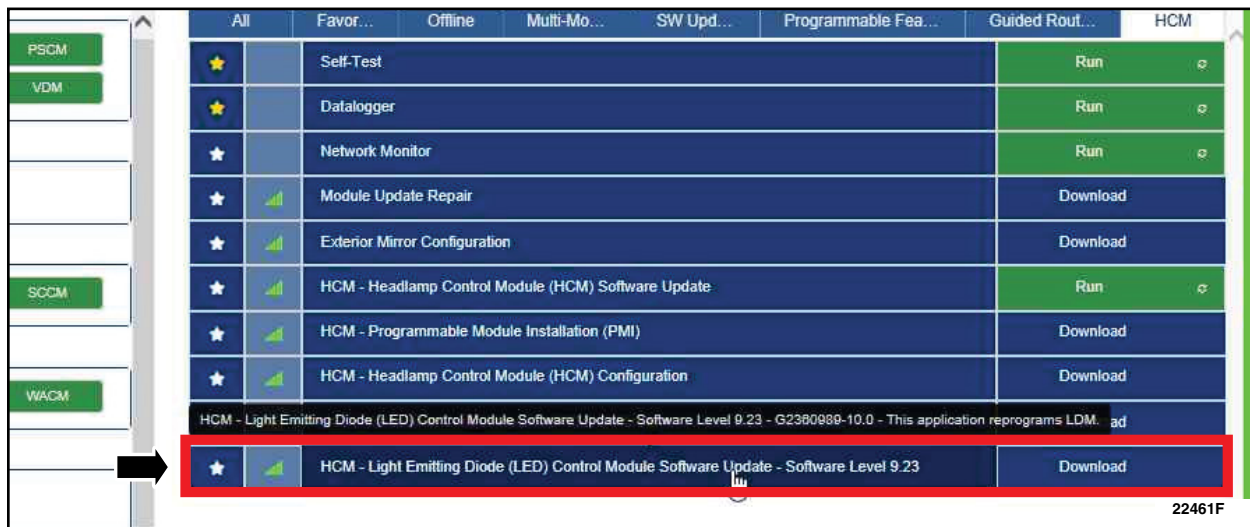 All Favor... Offline Multi-Mo... SW Upd... Programmable Fea... Guided Rout... HCM
PSCM
VDM
SCCM
WACM
Self-Test Run
Datalogger Run
Network Monitor Run
Module Update Repair Download
Exterior Mirror Configuration Download
HCM - Headlamp Control Module (HCM) Software Update Run
HCM - Programmable Module Installation (PMI) Download
HCM - Headlamp Control Module (HCM) Configuration Download
HCM - Light Emitting Diode (LED) Control Module Software Update - Software Level 9.23 - G2360989-10.0 - This application reprograms LDM. ad
HCM - Light Emitting Diode (LED) Control Module Software Update - Software Level 9.23 Download
22461F